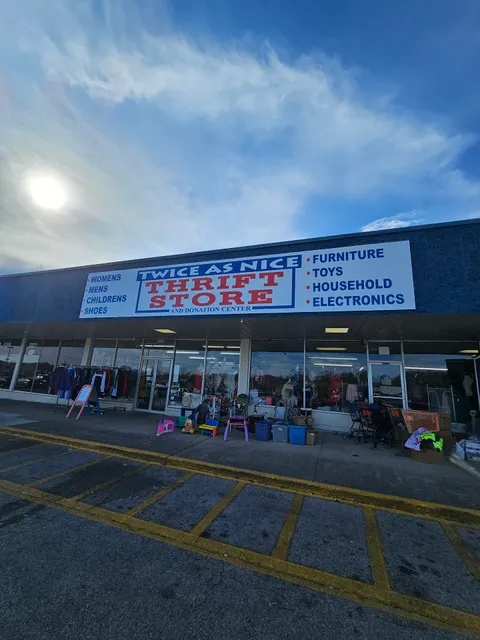 • WOMENS
• MENS
• CHILDRENS
• SHOES
TWICE AS NICE
THRIFT
STORE
AND DONATION CENTER
• FURNITURE
• TOYS
• HOUSEHOLD
• ELECTRONICS